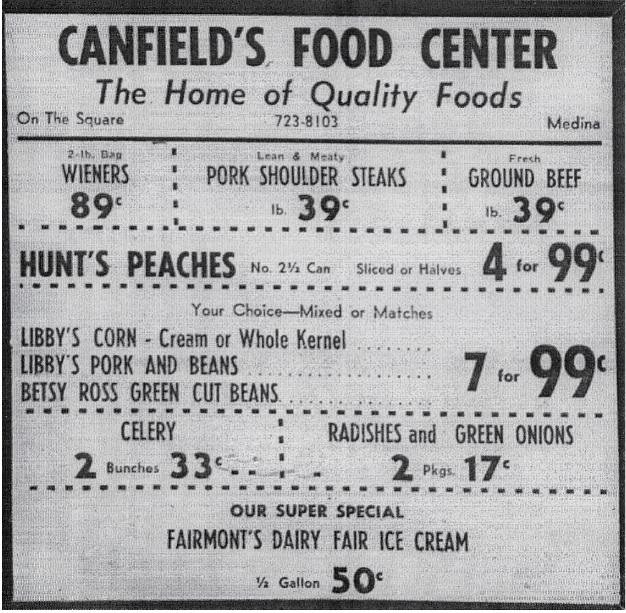 CANFIELD'S FOOD CENTER
The Home of Quality Foods
On The Square 723-8103 Medina
2-lb. Bag
WIENERS
89¢
Lean & Meaty
PORK SHOULDER STEAKS
lb. 39¢
Fresh
GROUND BEEF
lb. 39¢
HUNT'S PEACHES No. 2½ Can Sliced or Halves 4 for 99¢
Your Choice—Mixed or Matches
LIBBY'S CORN - Cream or Whole Kernel ........
LIBBY'S PORK AND BEANS ....................
BETSY ROSS GREEN CUT BEANS ................
7 for 99¢
CELERY
2 Bunches 33¢
RADISHES and GREEN ONIONS
2 Pkgs. 17¢
OUR SUPER SPECIAL
FAIRMONT'S DAIRY FAIR ICE CREAM
½ Gallon 50¢